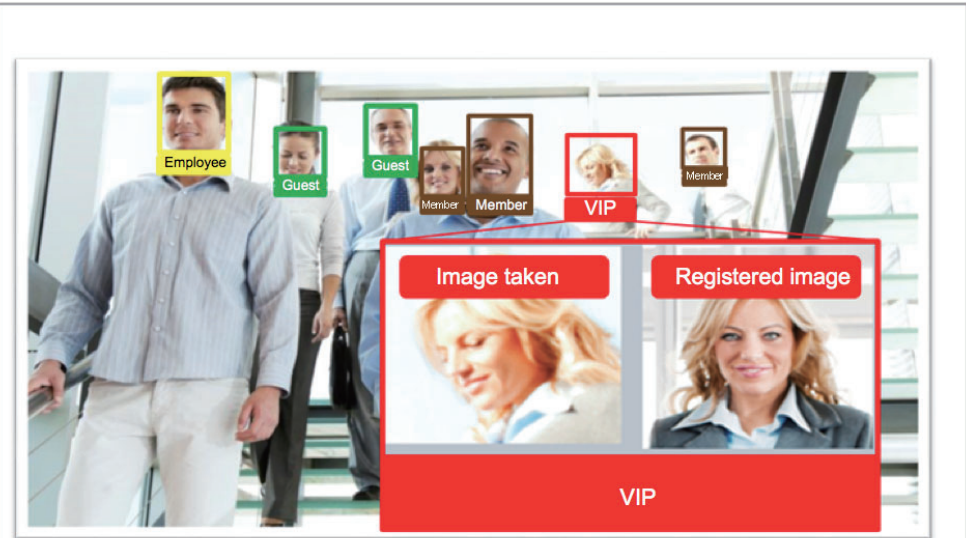 Employee
Guest
Guest
Member
Member
VIP
Member
Image taken
Registered image
VIP